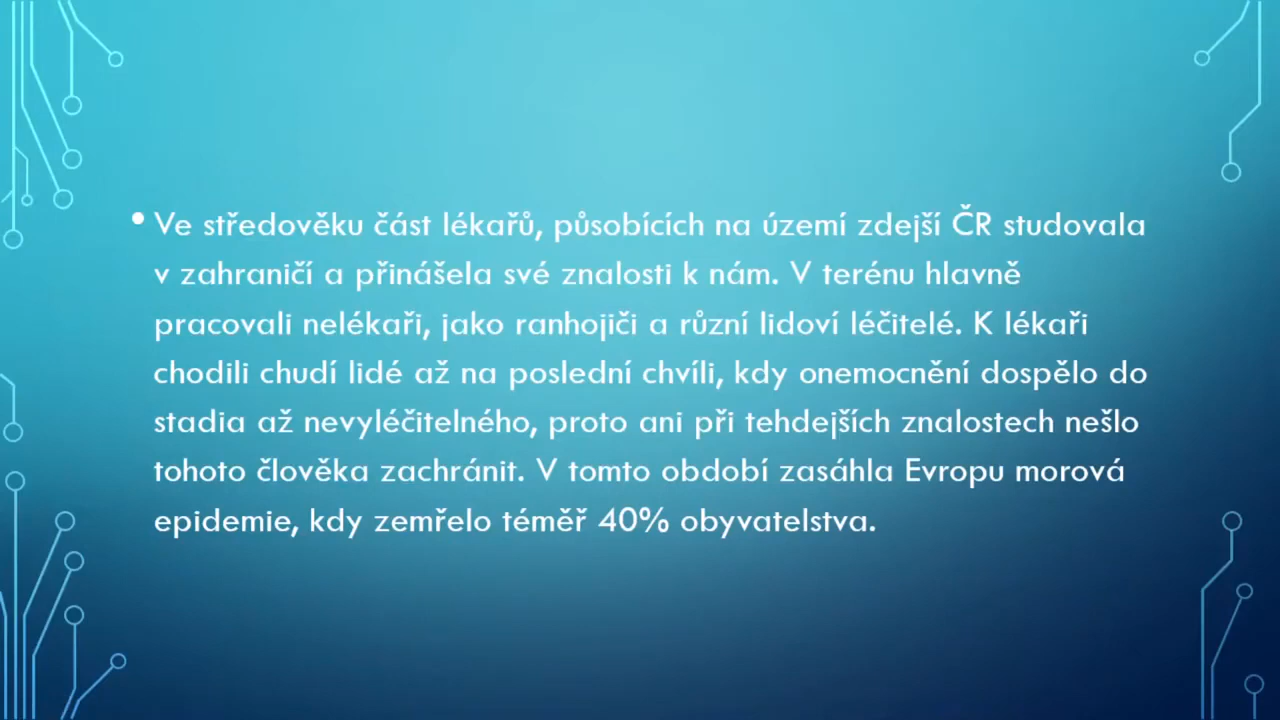 • Ve středověku část lékařů, působících na území zdejší ČR studovala
v zahraničí a přinášela své znalosti k nám. V terénu hlavně
pracovali nelékaři, jako ranhojiči a různí lidoví léčitelé. K lékaři
chodili chudí lidé až na poslední chvíli, kdy onemocnění dospělo do
stadia až nevyléčitelného, proto ani při tehdejších znalostech nešlo
tohoto člověka zachránit. V tomto období zasáhla Evropu morová
epidemie, kdy zemřelo téměř 40% obyvatelstva.